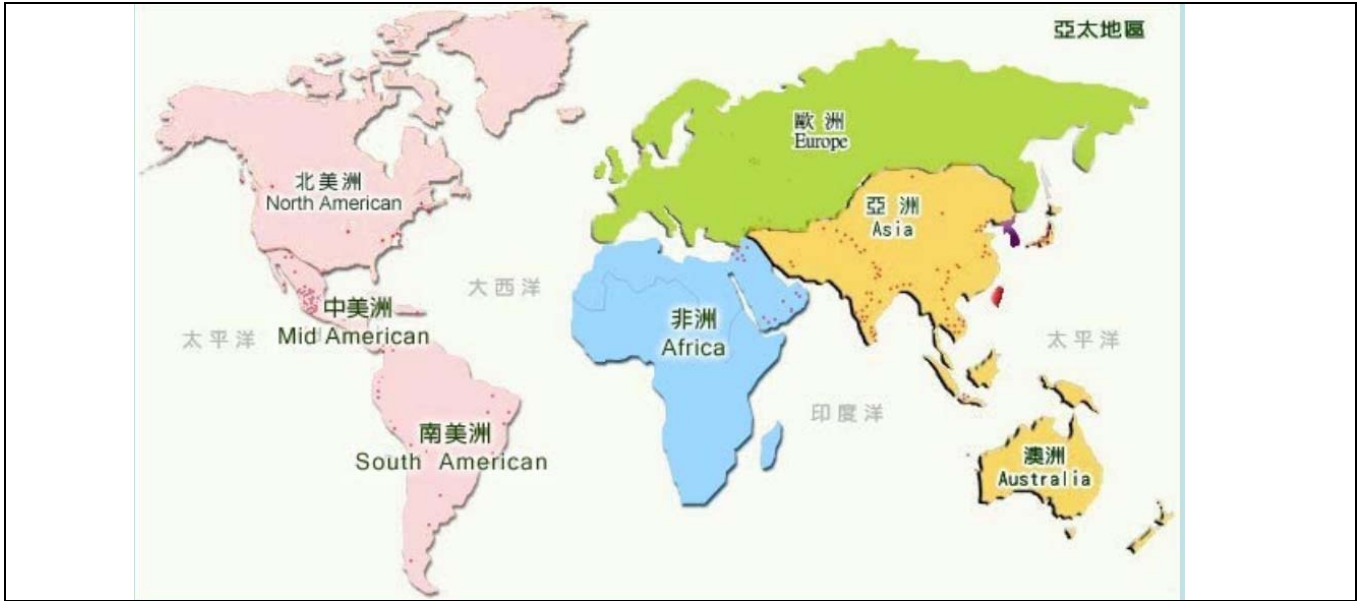 亞太地區
歐洲
Europe
北美洲
North American
亞洲
Asia
大西洋
中美洲
Mid American
太平洋
非洲
Africa
太平洋
印度洋
南美洲
South American
澳洲
Australia